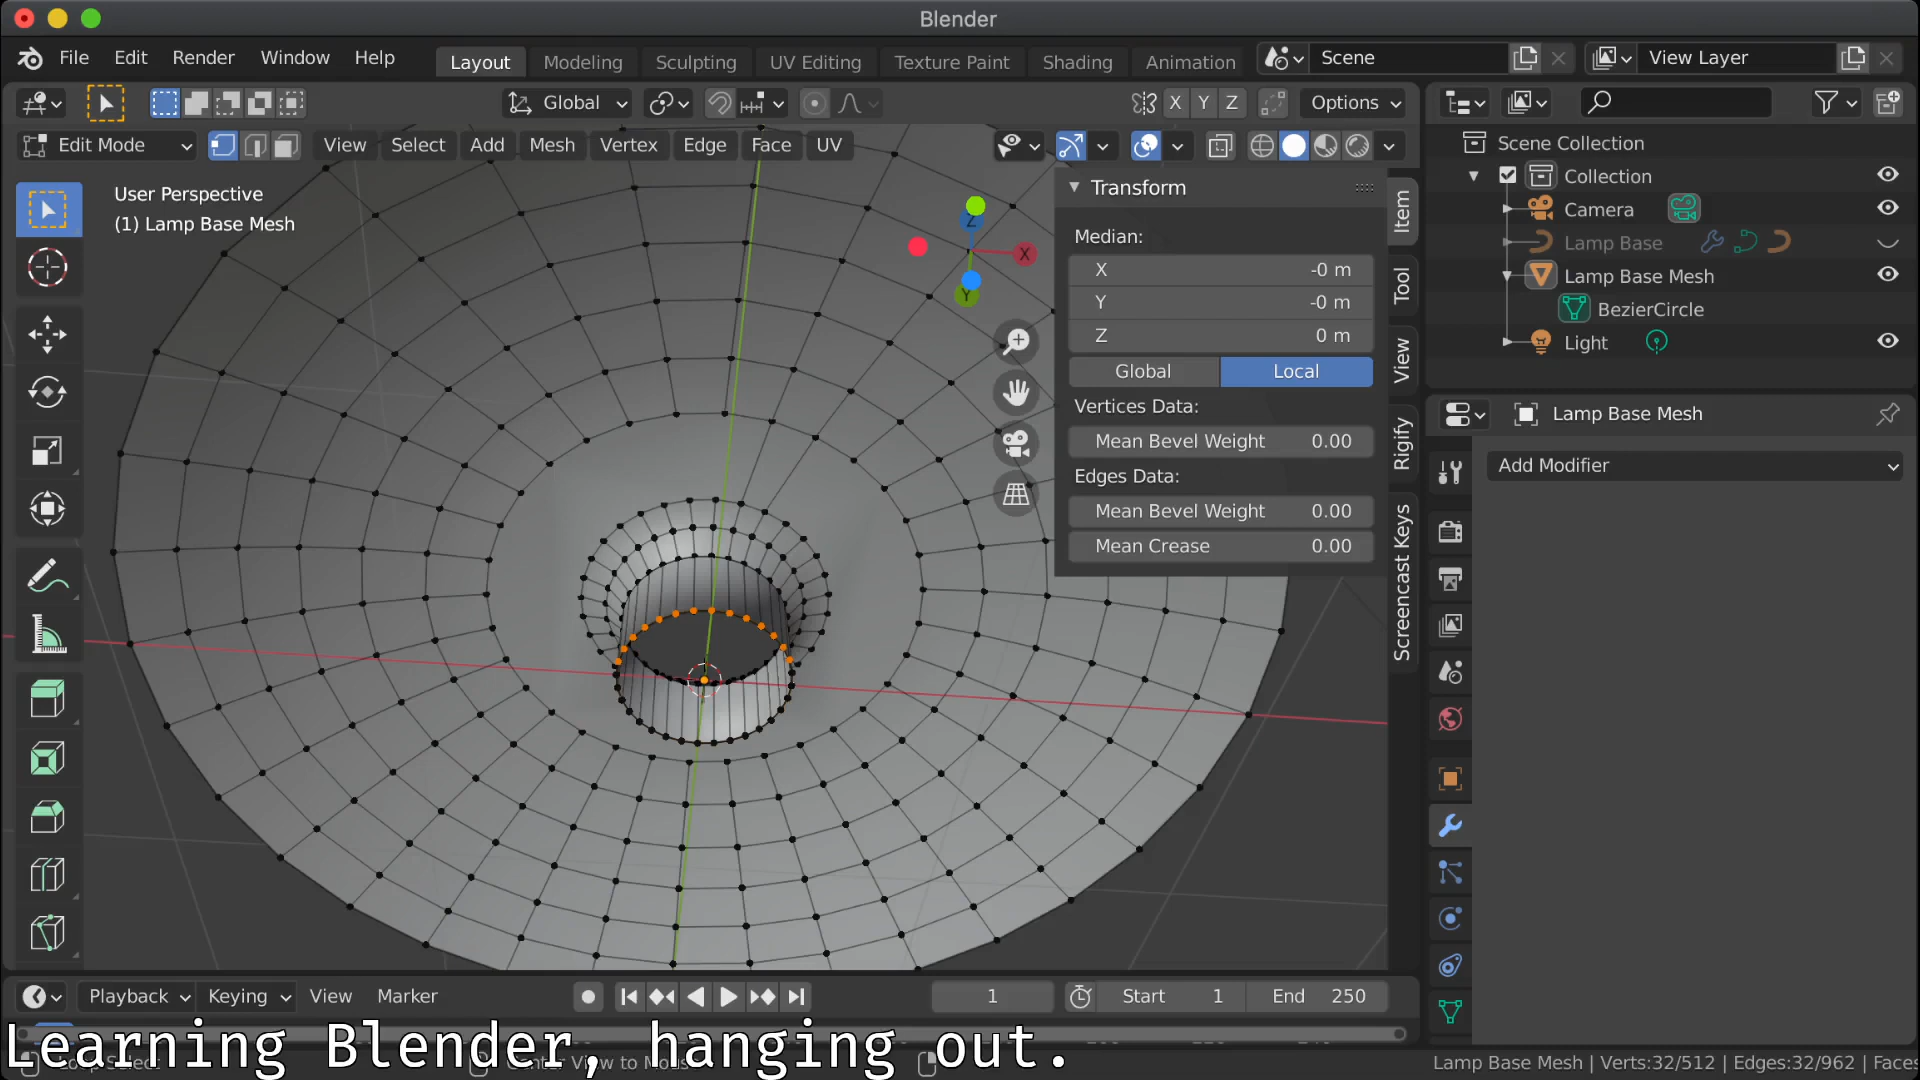 Blender
File Edit Render Window Help Layout Modeling Sculpting UV Editing Texture Paint Shading Animation Scene View Layer
Global X Y Z Options
Edit Mode View Select Add Mesh Vertex Edge Face UV
User Perspective
(1) Lamp Base Mesh
Z
X
Y
Transform
Median:
X -0 m
Y -0 m
Z 0 m
Global Local
Vertices Data:
Mean Bevel Weight 0.00
Edges Data:
Mean Bevel Weight 0.00
Mean Crease 0.00
Item
Tool
View
Rigify
Screencast Keys
Scene Collection
Collection
Camera
Lamp Base
Lamp Base Mesh
BezierCircle
Light
Lamp Base Mesh
Add Modifier
Playback Keying View Marker 1 Start 1 End 250
Learning Blender, hanging out.
Center View to Mouse
Lamp Base Mesh | Verts:32/512 | Edges:32/962 | Faces